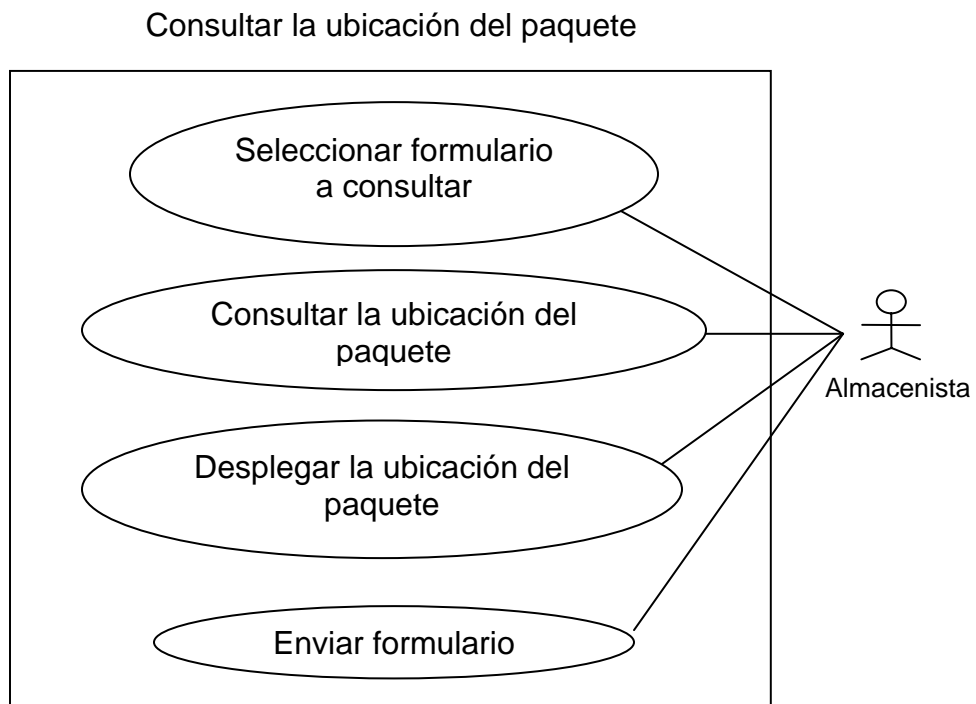 Consultar la ubicación del paquete
Seleccionar formulario
a consultar
Consultar la ubicación del
paquete
Almacenista
Desplegar la ubicación del
paquete
Enviar formulario